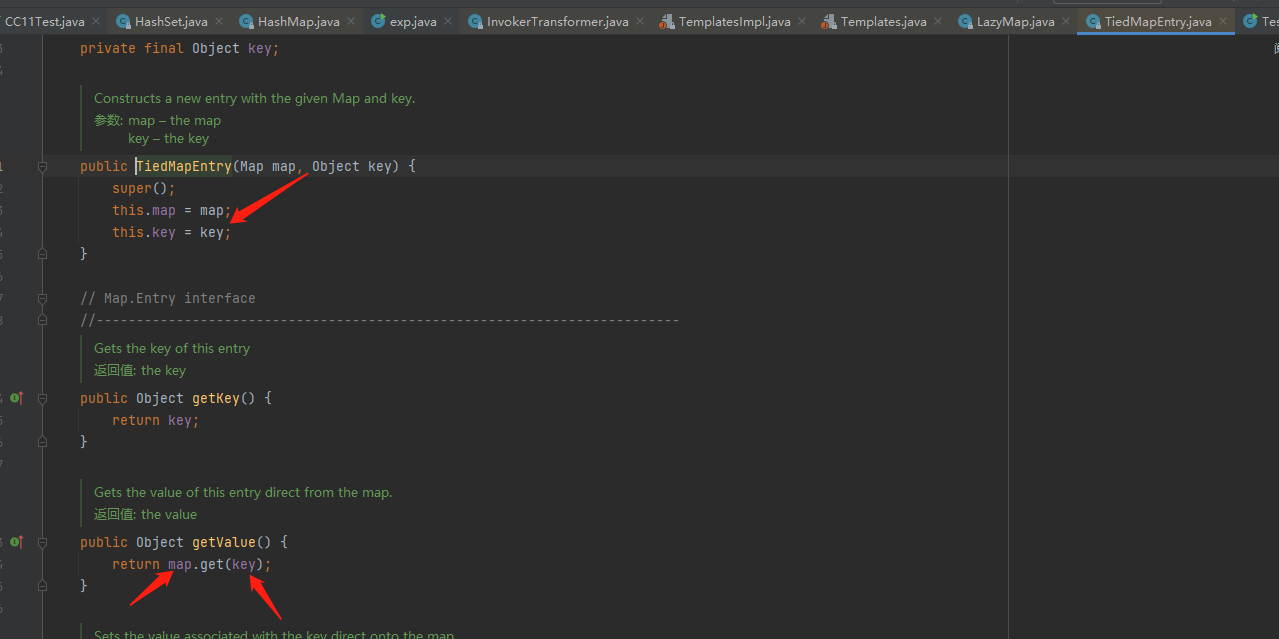 CC11Test.java × HashSet.java × HashMap.java × exp.java × InvokerTransformer.java × TemplatesImpl.java × Templates.java × LazyMap.java × TiedMapEntry.java ×
private final Object key;
Constructs a new entry with the given Map and key.
参数: map – the map
key – the key
public TiedMapEntry(Map map, Object key) {
super();
this.map = map;
this.key = key;
}
// Map.Entry interface
//-------------------------------------------------------------------------
Gets the key of this entry
返回值: the key
public Object getKey() {
return key;
}
Gets the value of this entry direct from the map.
返回值: the value
public Object getValue() {
return map.get(key);
}
Sets the value associated with the key direct onto the map